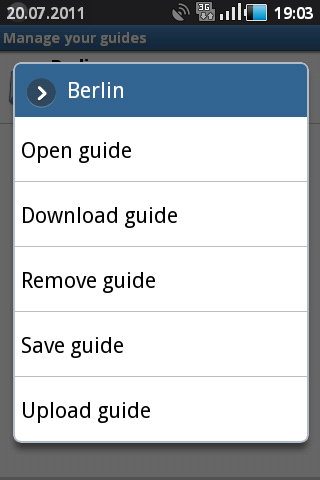 20.07.2011 3G 19:03
Manage your guides
Berlin
Open guide
Download guide
Remove guide
Save guide
Upload guide